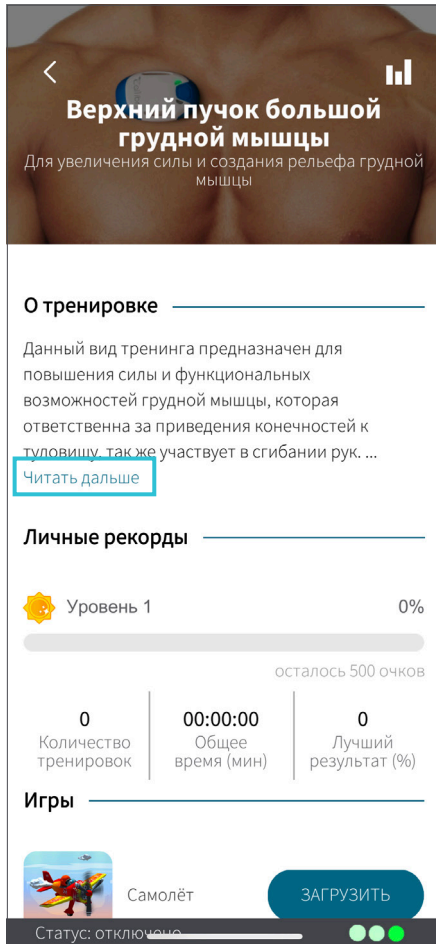 Верхний пучок большой
грудной мышцы
Для увеличения силы и создания рельефа грудной
мышцы
О тренировке
Данный вид тренинга предназначен для
повышения силы и функциональных
возможностей грудной мышцы, которая
ответственна за приведения конечностей к
туловищу, так же участвует в сгибании рук. ...
Читать дальше
Личные рекорды
Уровень 1 0%
осталось 500 очков
0 00:00:00 0
Количество Общее Лучший
тренировок время (мин) результат (%)
Игры
Самолёт ЗАГРУЗИТЬ
Статус: отключено